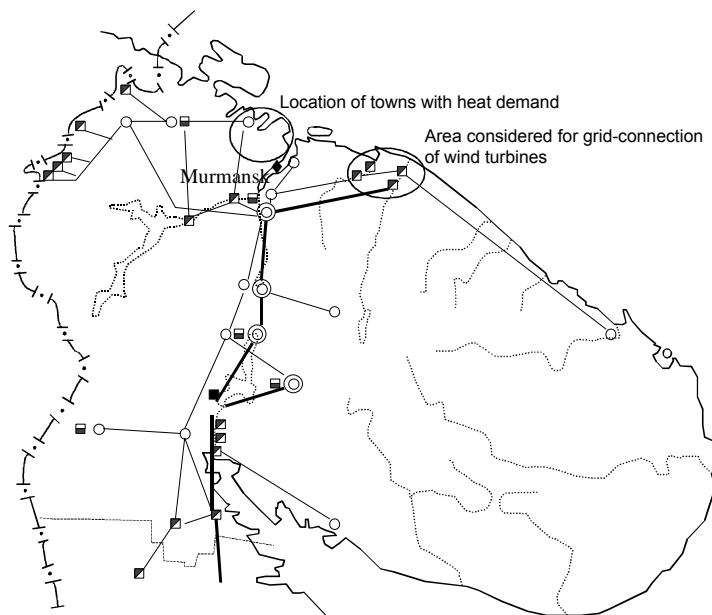 Location of towns with heat demand
Area considered for grid-connection
of wind turbines
Murmansk